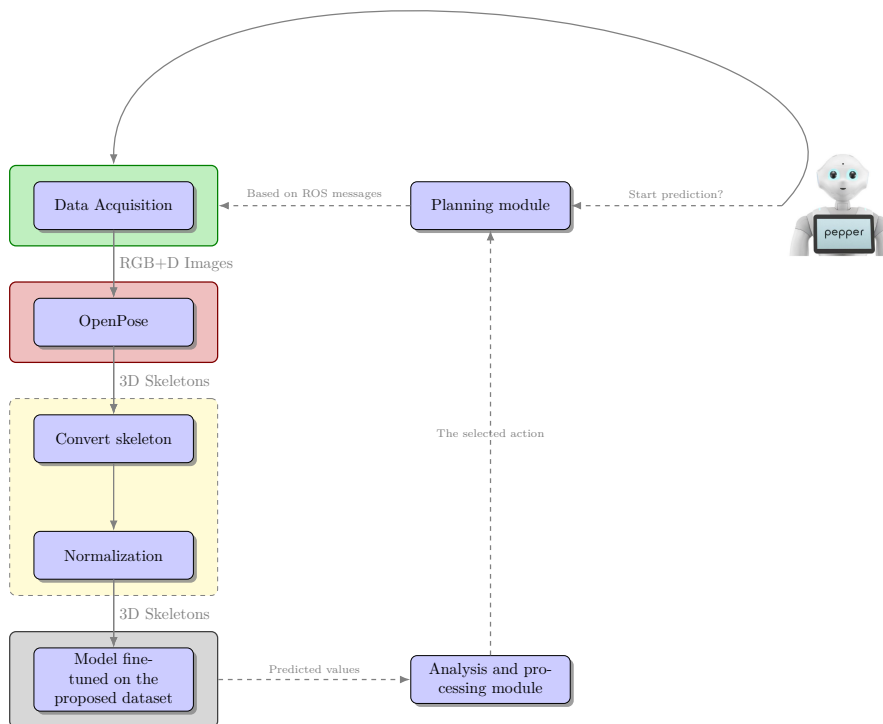 Data Acquisition
Based on ROS messages
Planning module
Start prediction?
pepper
RGB+D Images
OpenPose
3D Skeletons
Convert skeleton
The selected action
Normalization
3D Skeletons
Model fine-
tuned on the
proposed dataset
Predicted values
Analysis and pro-
cessing module